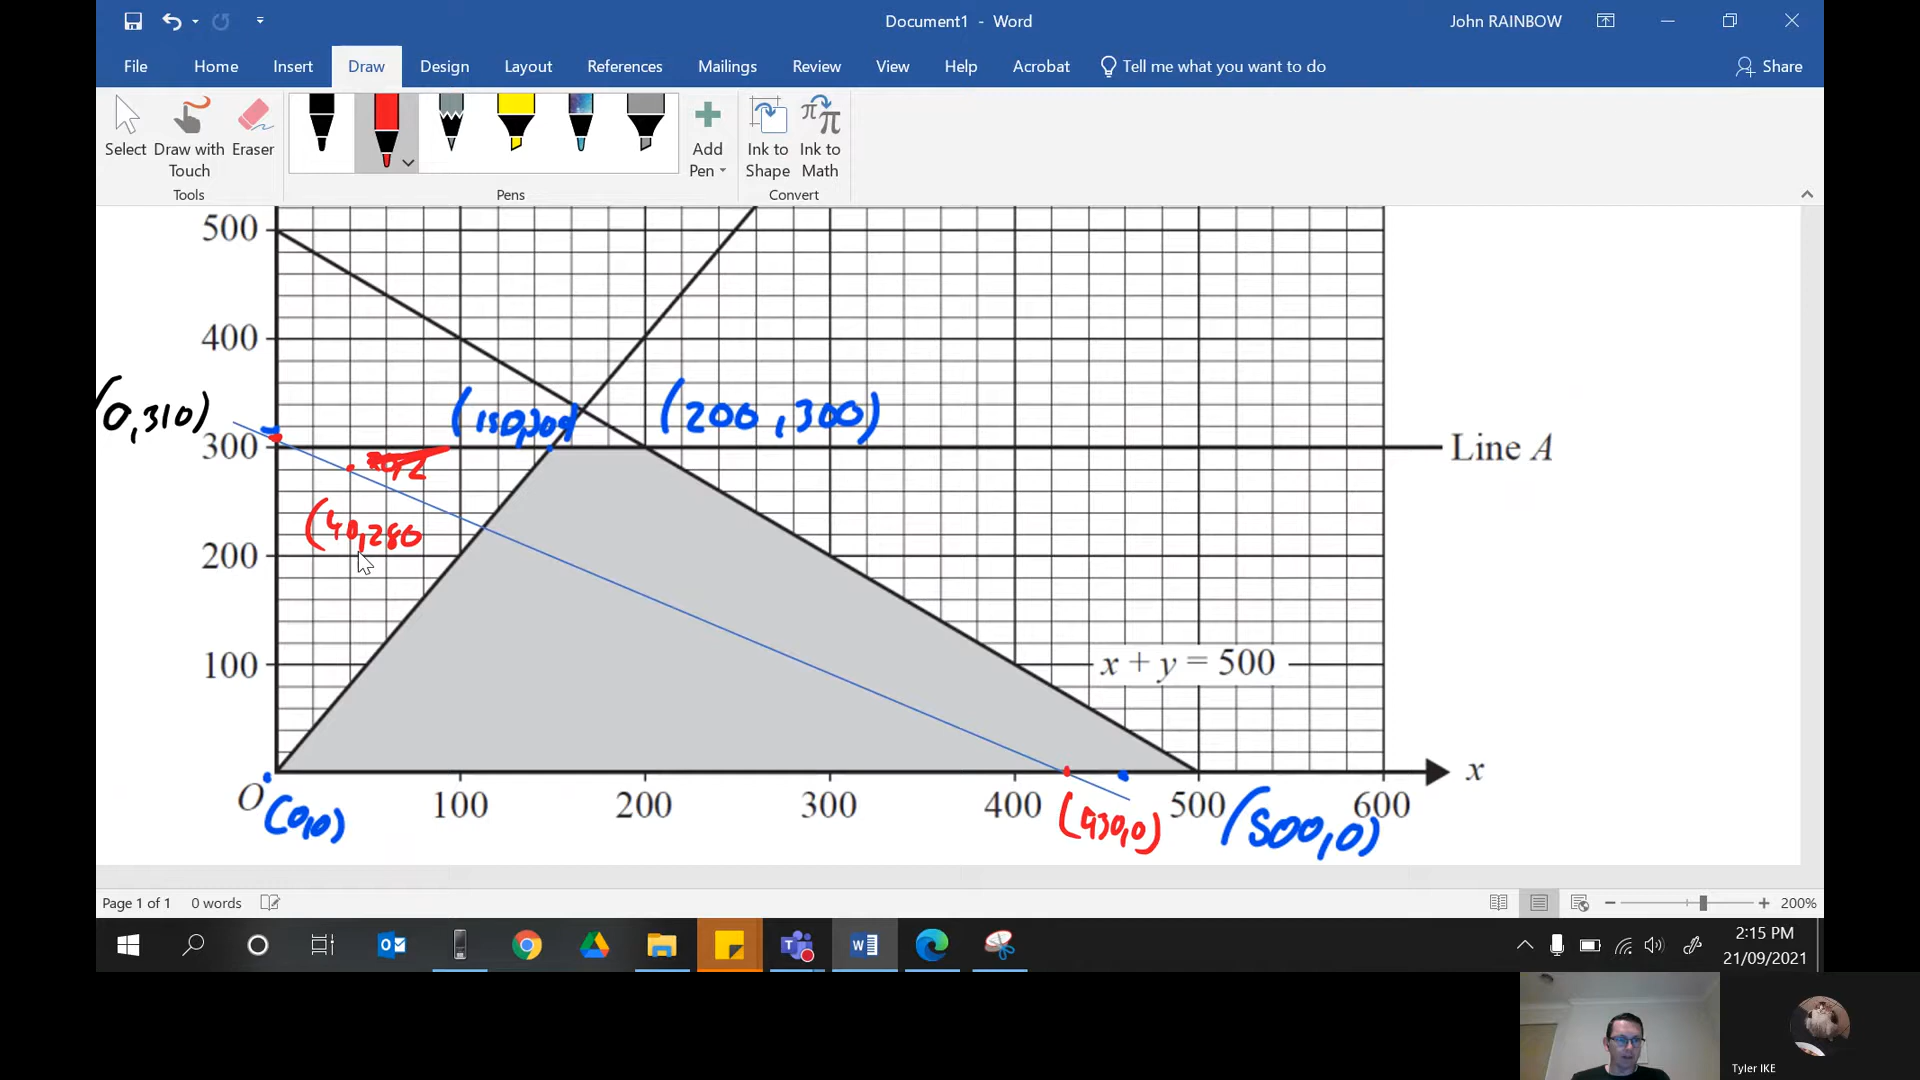 Document1 - Word
John RAINBOW
File Home Insert Draw Design Layout References Mailings Review View Help Acrobat Tell me what you want to do Share
Select Draw with Touch Eraser
Add Pen
Ink to Shape
Ink to Math
Tools Pens Convert
500
400
(0,310)
(150,300)
(200,300)
300
Line A
(40,280
200
100
x + y = 500
x
O 100 200 300 400 500 600
(0,0)
(430,0)
(500,0)
Page 1 of 1 0 words 200%
2:15 PM
21/09/2021
Tyler IKE